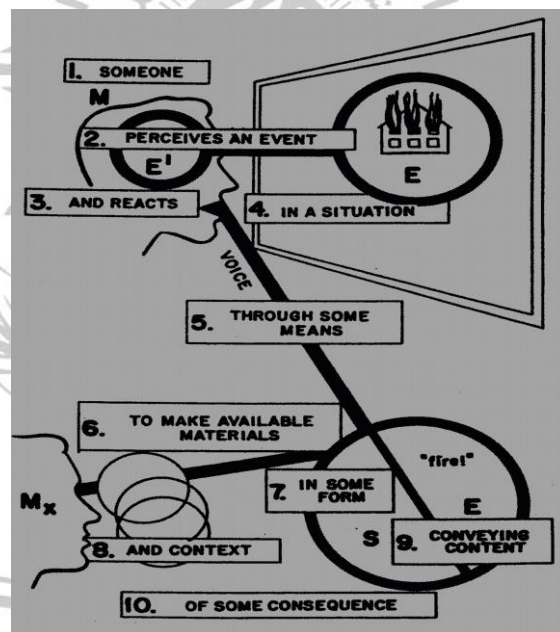 1. SOMEONE
M
2. PERCEIVES AN EVENT
E'
E
3. AND REACTS
4. IN A SITUATION
VOICE
5. THROUGH SOME
MEANS
6. TO MAKE AVAILABLE
MATERIALS
"fire!"
Mx
7. IN SOME
FORM
E
S
9. CONVEYING
CONTENT
8. AND CONTEXT
10. OF SOME CONSEQUENCE